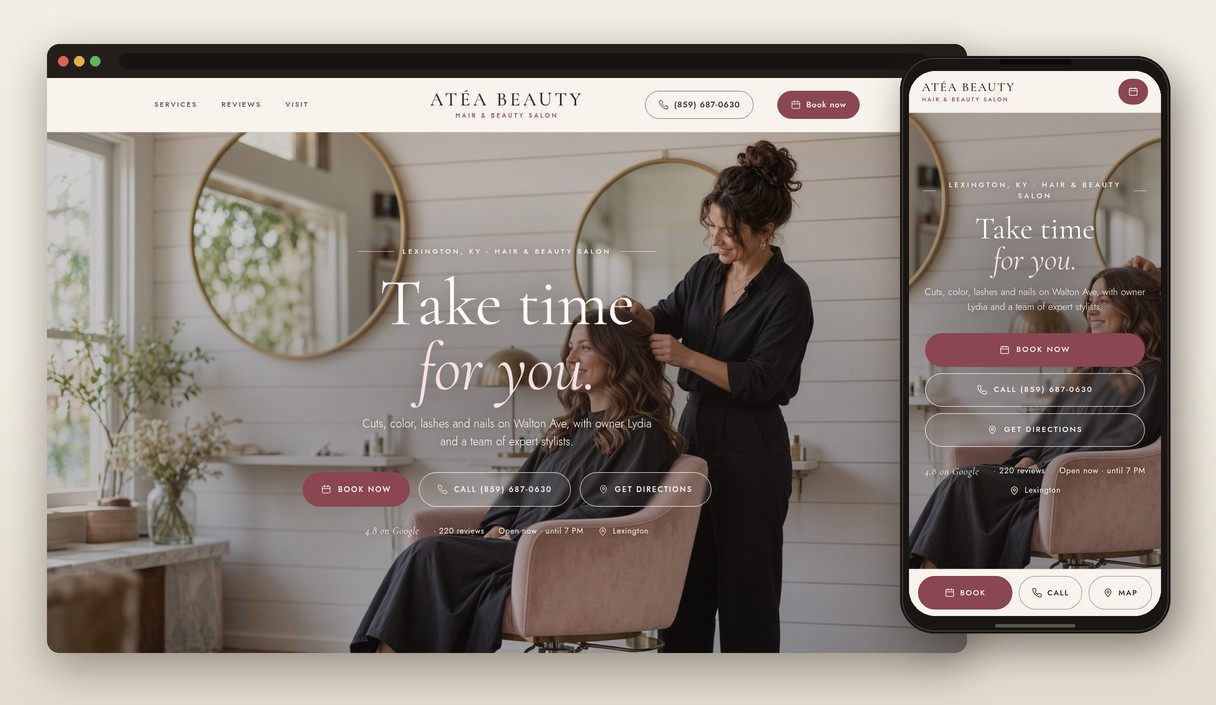 SERVICES
REVIEWS
VISIT
ATÉA BEAUTY
HAIR & BEAUTY SALON
(859) 687-0630
Book now
LEXINGTON, KY · HAIR & BEAUTY SALON
Take time
for you.
Cuts, color, lashes and nails on Walton Ave, with owner Lydia
and a team of expert stylists.
BOOK NOW
CALL (859) 687-0630
GET DIRECTIONS
4.8 on Google · 220 reviews Open now · until 7 PM Lexington
ATÉA BEAUTY
HAIR & BEAUTY SALON
LEXINGTON, KY · HAIR & BEAUTY
SALON
Take time
for you.
Cuts, color, lashes and nails on Walton Ave, with owner
Lydia and a team of expert stylists.
BOOK NOW
CALL (859) 687-0630
GET DIRECTIONS
4.8 on Google · 220 reviews Open now · until 7 PM
Lexington
BOOK
CALL
MAP